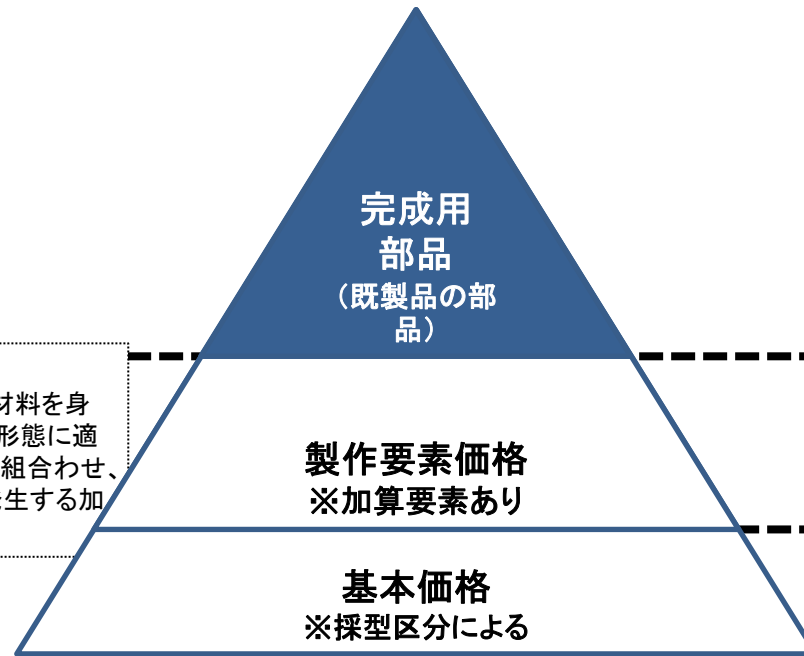 完成用
部品
（既製品の部
品）
材料を身
形態に適
組合わせ、
生する加
製作要素価格
※加算要素あり
基本価格
※採型区分による